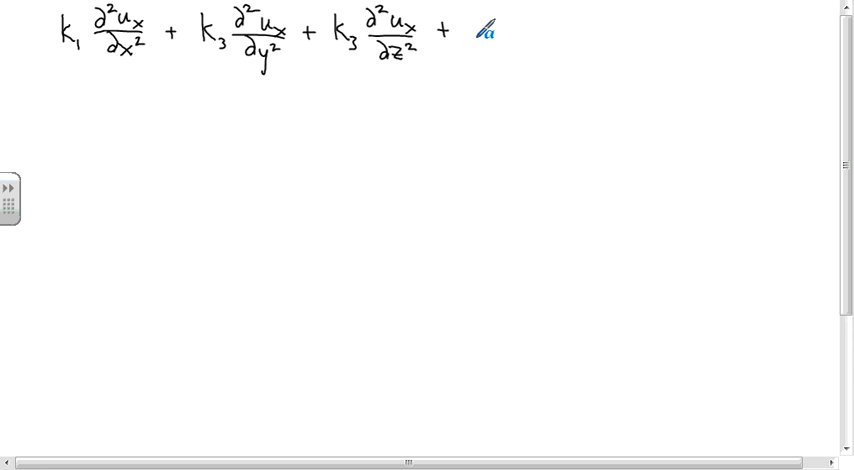 k₁ ∂²uₓ/∂x² + k₃ ∂²uₓ/∂y² + k₃ ∂²uₓ/∂z² +